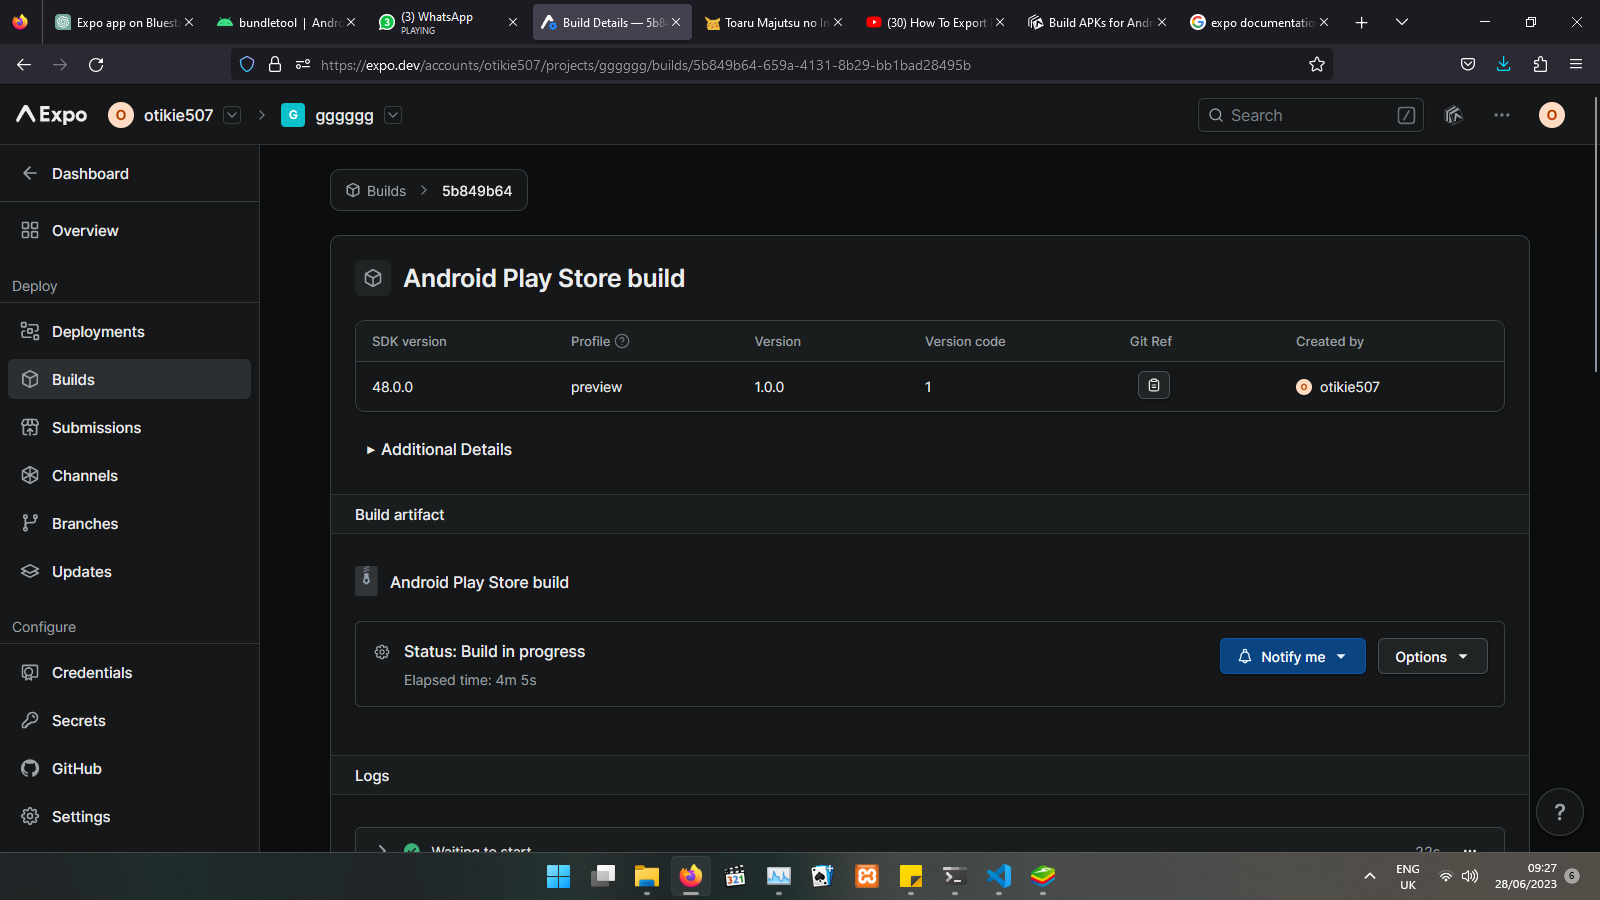 Expo app on Bluesta
bundletool | Andro
(3) WhatsApp
PLAYING
Build Details — 5b84
Toaru Majutsu no In
(30) How To Export
Build APKs for Andr
expo documentatio
https://expo.dev/accounts/otikie507/projects/gggggg/builds/5b849b64-659a-4131-8b29-bb1bad28495b
Expo
O otikie507
G gggggg
Search /
O
Dashboard
Overview
Deploy
Deployments
Builds
Submissions
Channels
Branches
Updates
Configure
Credentials
Secrets
GitHub
Settings
Builds > 5b849b64
Android Play Store build
SDK version Profile ? Version Version code Git Ref Created by
48.0.0 preview 1.0.0 1 O otikie507
Additional Details
Build artifact
Android Play Store build
Status: Build in progress
Elapsed time: 4m 5s
Notify me
Options
Logs
Waiting to start 22s
?
321
ENG
UK
09:27
28/06/2023
6